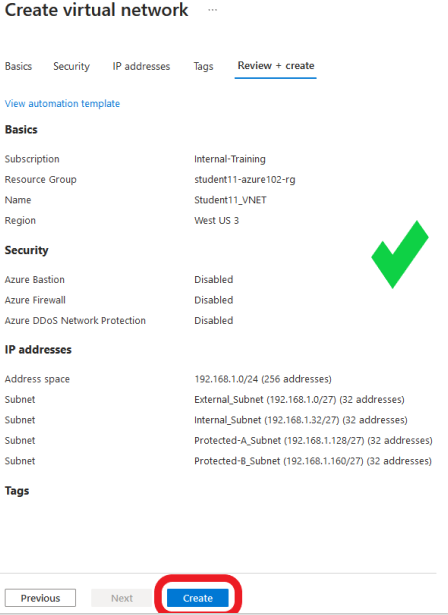 Create virtual network ...
Basics Security IP addresses Tags Review + create
View automation template
Basics
Subscription Internal-Training
Resource Group student11-azure102-rg
Name Student11_VNET
Region West US 3
Security
Azure Bastion Disabled
Azure Firewall Disabled
Azure DDoS Network Protection Disabled
IP addresses
Address space 192.168.1.0/24 (256 addresses)
Subnet External_Subnet (192.168.1.0/27) (32 addresses)
Subnet Internal_Subnet (192.168.1.32/27) (32 addresses)
Subnet Protected-A_Subnet (192.168.1.128/27) (32 addresses)
Subnet Protected-B_Subnet (192.168.1.160/27) (32 addresses)
Tags
Previous Next Create